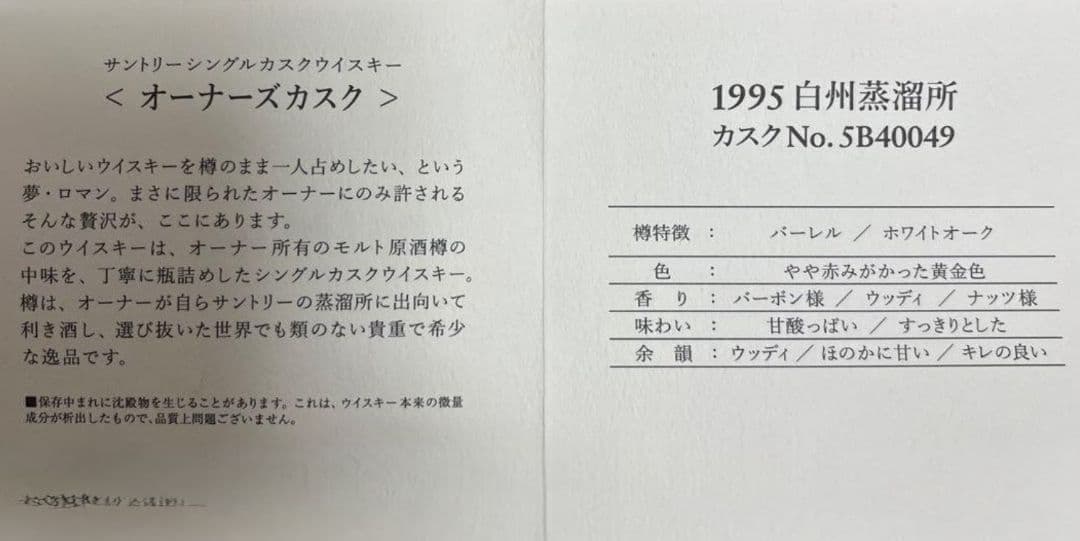 サントリーシングルカスクウイスキー
< オーナーズカスク >
おいしいウイスキーを樽のまま一人占めしたい、という
夢・ロマン。まさに限られたオーナーにのみ許される
そんな贅沢が、ここにあります。
このウイスキーは、オーナー所有のモルト原酒樽の
中味を、丁寧に瓶詰めしたシングルカスクウイスキー。
樽は、オーナーが自らサントリーの蒸溜所に出向いて
利き酒し、選び抜いた世界でも類のない貴重で希少
な逸品です。
■保存中まれに沈殿物を生じることがあります。これは、ウイスキー本来の微量
成分が析出したもので、品質上問題ございません。
1995 白州蒸溜所
カスクNo. 5B40049
樽特徴 : バーレル / ホワイトオーク
色 : やや赤みがかった黄金色
香り : バーボン様 / ウッディ / ナッツ様
味わい : 甘酸っぱい / すっきりとした
余韻 : ウッディ / ほのかに甘い / キレの良い